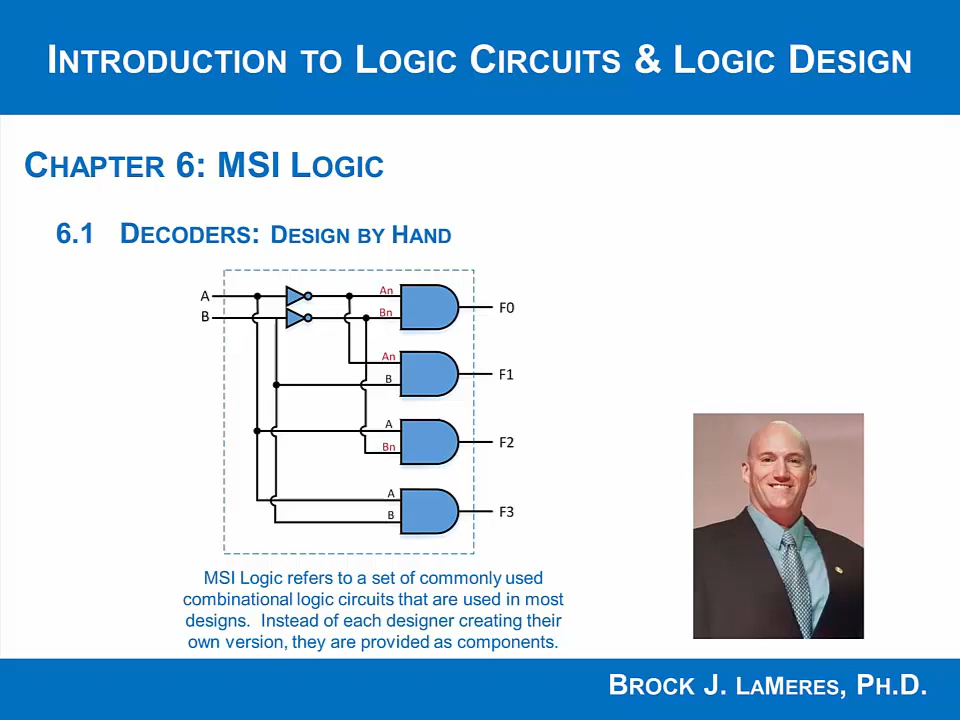 INTRODUCTION TO LOGIC CIRCUITS & LOGIC DESIGN
CHAPTER 6: MSI LOGIC
6.1 DECODERS: DESIGN BY HAND
A
B
An
Bn
F0
An
B
F1
A
Bn
F2
A
B
F3
MSI Logic refers to a set of commonly used
combinational logic circuits that are used in most
designs. Instead of each designer creating their
own version, they are provided as components.
BROCK J. LAMERES, PH.D.